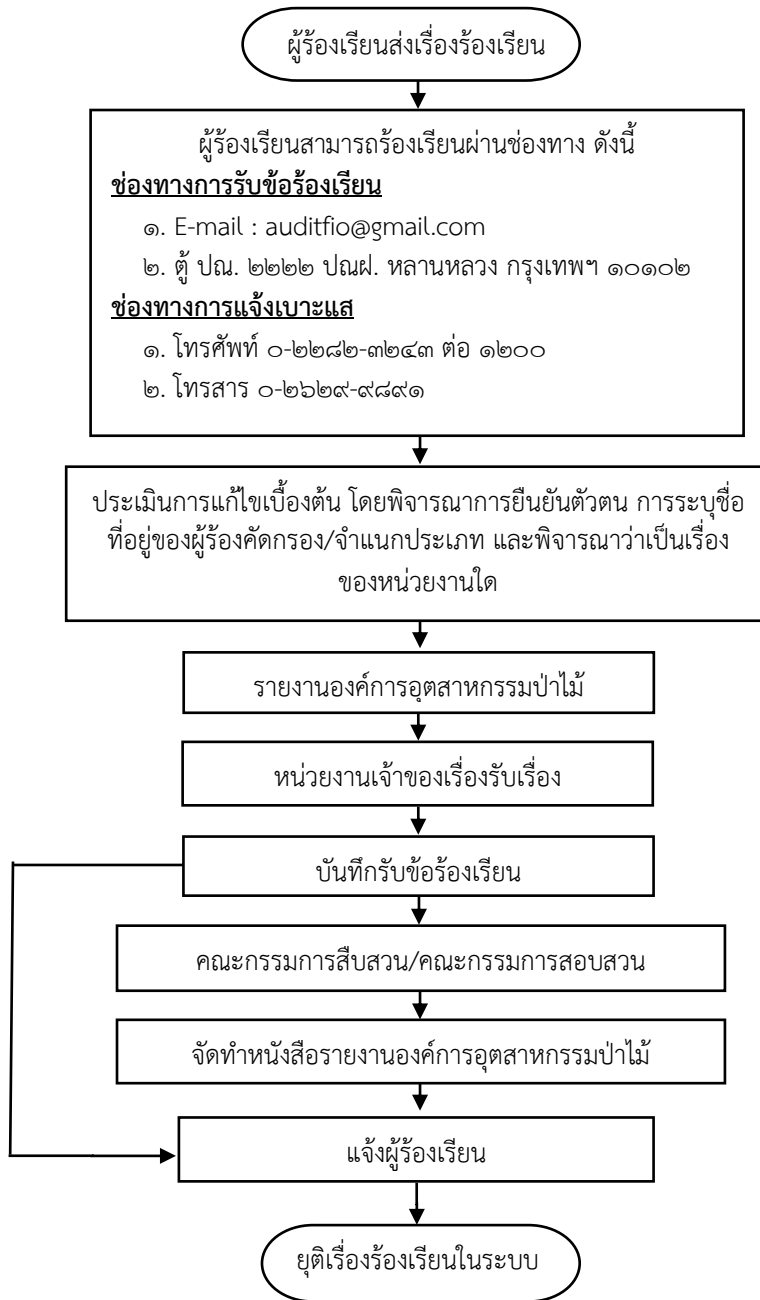 ผู้ร้องเรียนส่งเรื่องร้องเรียน
ผู้ร้องเรียนสามารถร้องเรียนผ่านช่องทาง ดังนี้
ช่องทางการรับข้อร้องเรียน
๑. E-mail : auditfio@gmail.com
๒. ตู้ ปณ. ๒๒๒๒ ปณฝ. หลานหลวง กรุงเทพฯ ๑๐๑๐๒
ช่องทางการแจ้งเบาะแส
๑. โทรศัพท์ ๐-๒๒๘๒-๓๒๔๓ ต่อ ๑๒๐๐
๒. โทรสาร ๐-๒๖๒๙-๙๘๙๑
ประเมินการแก้ไขเบื้องต้น โดยพิจารณาการยืนยันตัวตน การระบุชื่อ
ที่อยู่ของผู้ร้องคัดกรอง/จำแนกประเภท และพิจารณาว่าเป็นเรื่อง
ของหน่วยงานใด
รายงานองค์การอุตสาหกรรมป่าไม้
หน่วยงานเจ้าของเรื่องรับเรื่อง
บันทึกรับข้อร้องเรียน
คณะกรรมการสืบสวน/คณะกรรมการสอบสวน
จัดทำหนังสือรายงานองค์การอุตสาหกรรมป่าไม้
แจ้งผู้ร้องเรียน
ยุติเรื่องร้องเรียนในระบบ